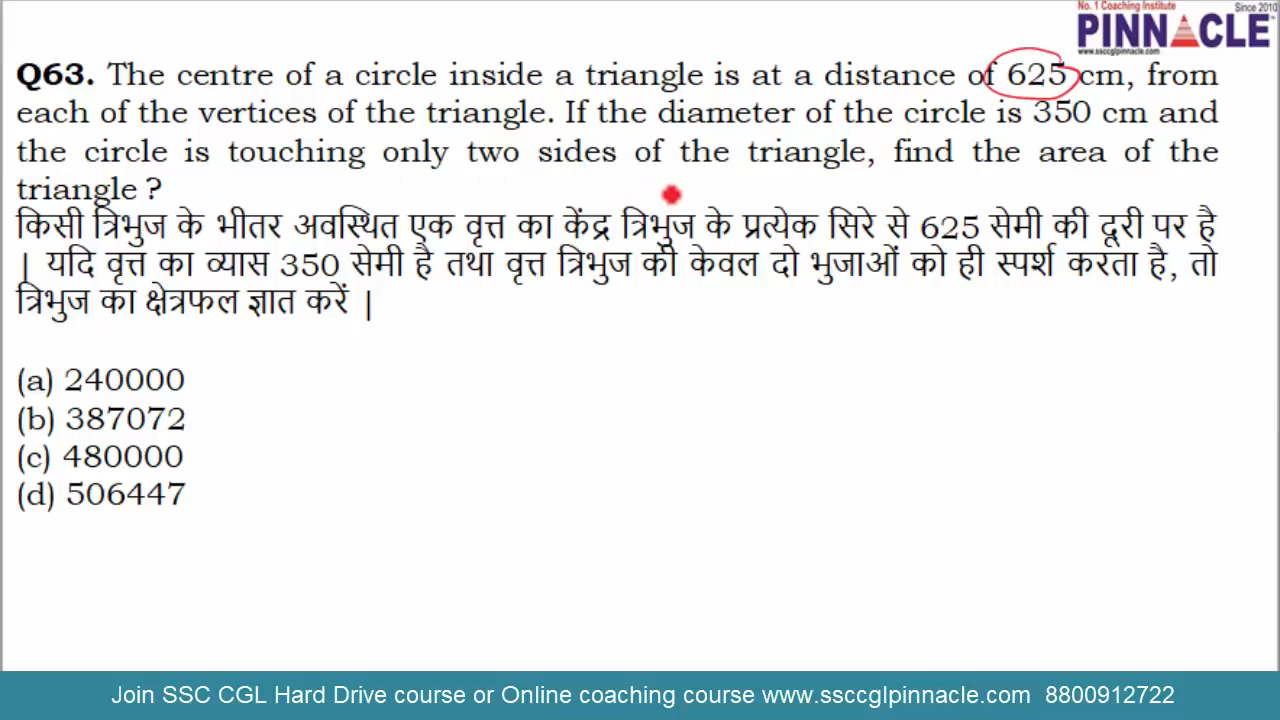 No. 1 Coaching Institute Since 2010
PINNACLE
www.ssccglpinnacle.com
Q63. The centre of a circle inside a triangle is at a distance of 625 cm, from
each of the vertices of the triangle. If the diameter of the circle is 350 cm and
the circle is touching only two sides of the triangle, find the area of the
triangle ?
किसी त्रिभुज के भीतर अवस्थित एक वृत्त का केंद्र त्रिभुज के प्रत्येक सिरे से 625 सेमी की दूरी पर है
| यदि वृत्त का व्यास 350 सेमी है तथा वृत्त त्रिभुज की केवल दो भुजाओं को ही स्पर्श करता है, तो
त्रिभुज का क्षेत्रफल ज्ञात करें |
(a) 240000
(b) 387072
(c) 480000
(d) 506447
Join SSC CGL Hard Drive course or Online coaching course www.ssccglpinnacle.com 8800912722